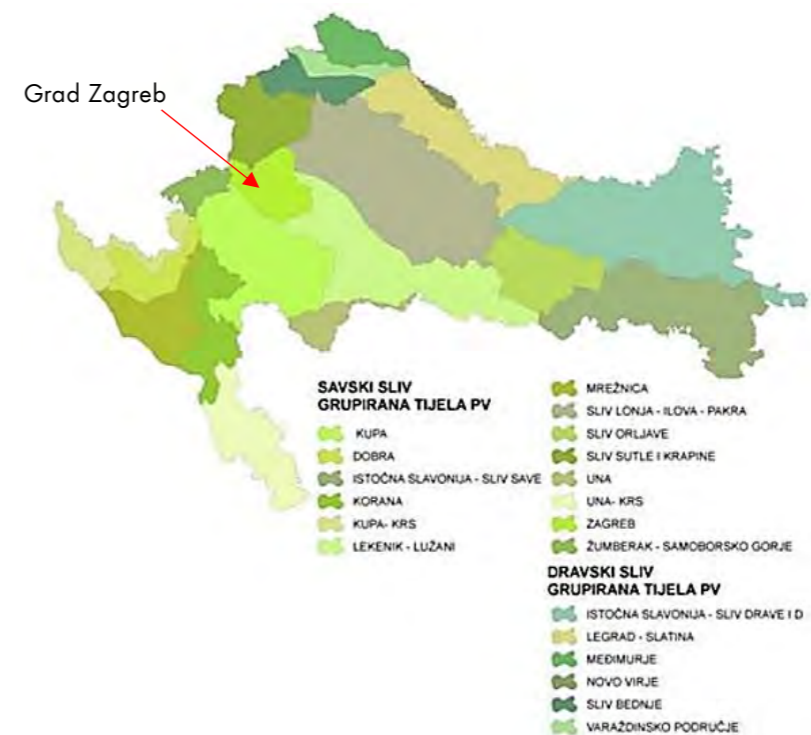 Grad Zagreb
SAVSKI SLIV
GRUPIRANA TIJELA PV
KUPA
DOBRA
ISTOČNA SLAVONIJA - SLIV SAVE
KORANA
KUPA- KRS
LEKENIK - LUŽANI
MREŽNICA
SLIV LONJA - ILOVA - PAKRA
SLIV ORLJAVE
SLIV SUTLE I KRAPINE
UNA
UNA- KRS
ZAGREB
ŽUMBERAK - SAMOBORSKO GORJE
DRAVSKI SLIV
GRUPIRANA TIJELA PV
ISTOČNA SLAVONIJA - SLIV DRAVE I D
LEGRAD - SLATINA
MEĐIMURJE
NOVO VIRJE
SLIV BEDNJE
VARAŽDINSKO PODRUČJE